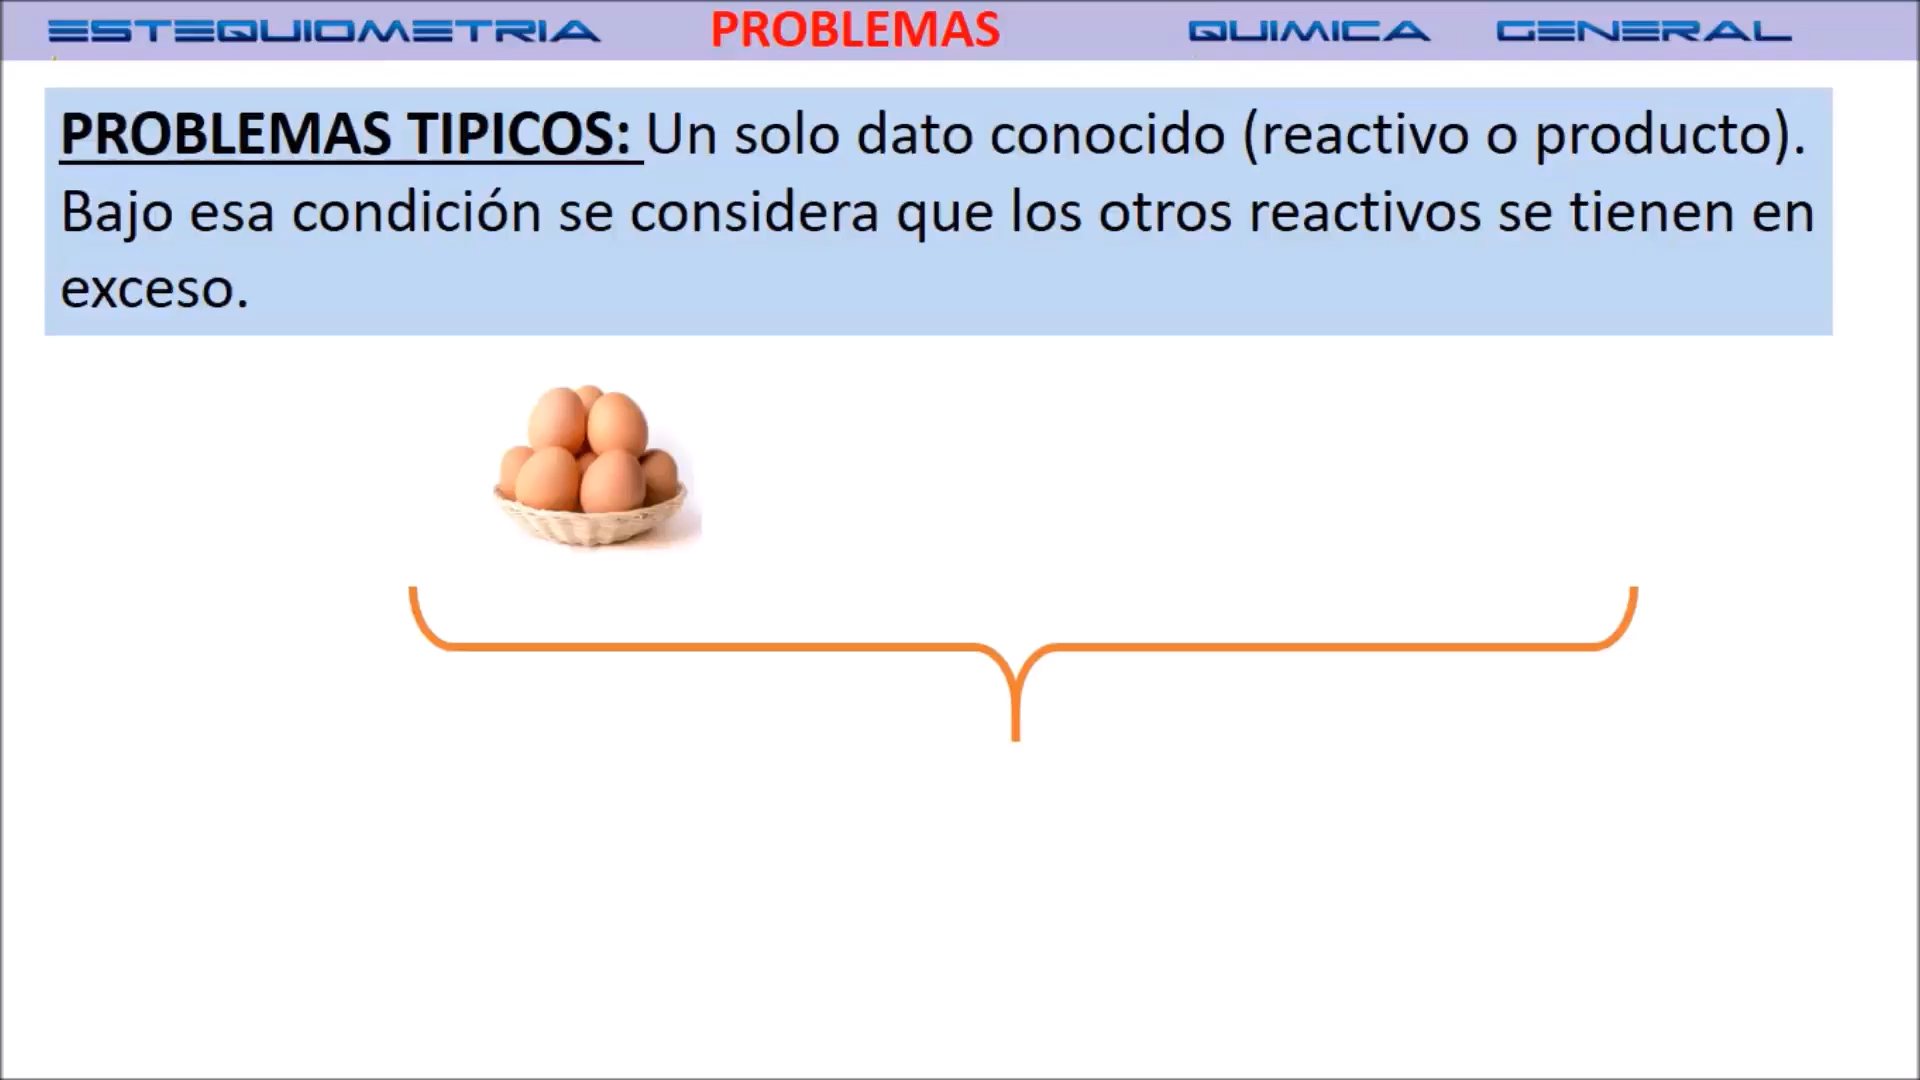 ESTEQUIOMETRIA PROBLEMAS QUIMICA GENERAL
PROBLEMAS TIPICOS: Un solo dato conocido (reactivo o producto).
Bajo esa condición se considera que los otros reactivos se tienen en
exceso.